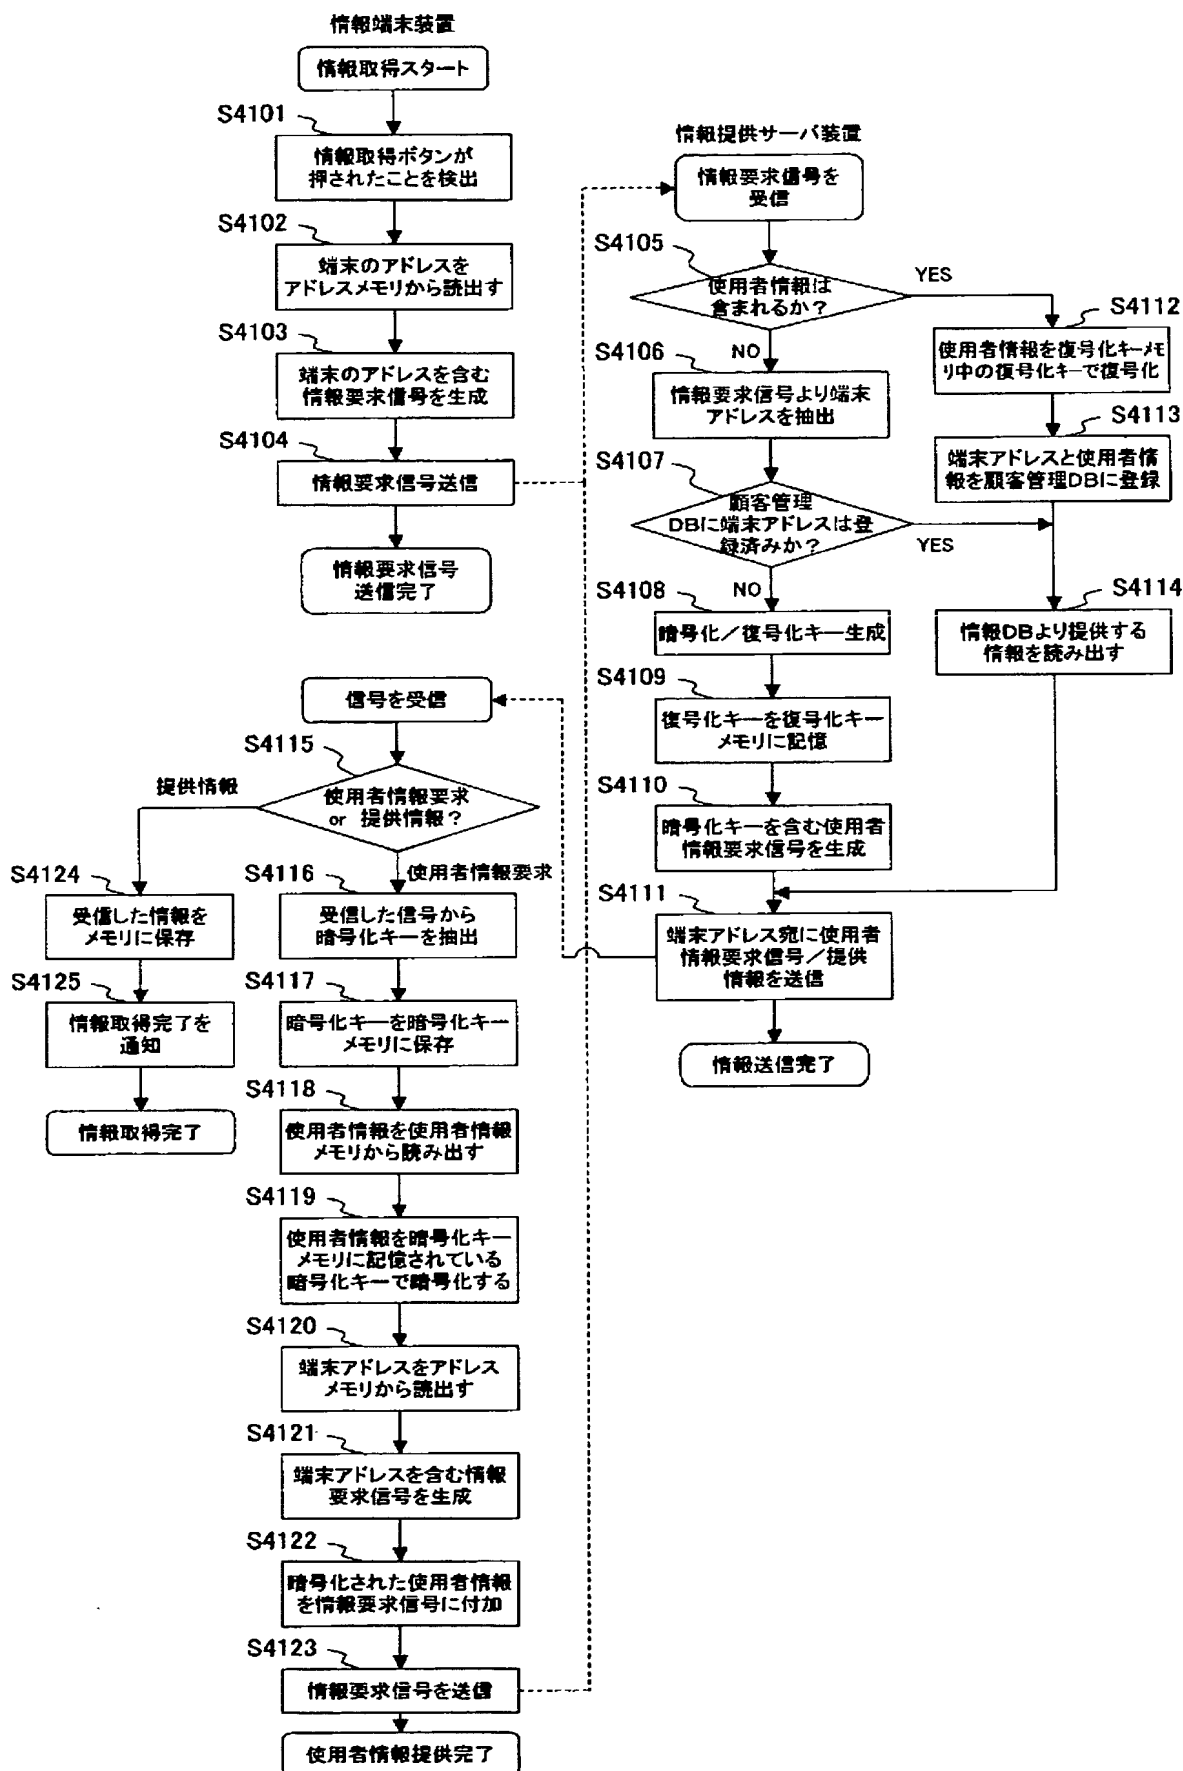 情報端末装置
情報取得スタート
S4101
情報取得ボタンが
押されたことを検出
S4102
端末のアドレスを
アドレスメモリから読出す
S4103
端末のアドレスを含む
情報要求信号を生成
S4104
情報要求信号送信
情報要求信号
送信完了
情報提供サーバ装置
情報要求信号を
受信
S4105
使用者情報は
含まれるか?
YES
NO
S4106
情報要求信号より端末
アドレスを抽出
S4107
顧客管理
DBに端末アドレスは登
録済みか?
YES
NO
S4108
暗号化/復号化キー生成
S4109
復号化キーを復号化キー
メモリに記憶
S4110
暗号化キーを含む使用者
情報要求信号を生成
S4111
端末アドレス宛に使用者
情報要求信号/提供
情報を送信
情報送信完了
S4112
使用者情報を復号化キーメモ
リ中の復号化キーで復号化
S4113
端末アドレスと使用者情
報を顧客管理DBに登録
S4114
情報DBより提供する
情報を読み出す
信号を受信
S4115
使用者情報要求
or 提供情報?
提供情報
使用者情報要求
S4124
受信した情報を
メモリに保存
S4125
情報取得完了を
通知
情報取得完了
S4116
受信した信号から
暗号化キーを抽出
S4117
暗号化キーを暗号化キー
メモリに保存
S4118
使用者情報を使用者情報
メモリから読み出す
S4119
使用者情報を暗号化キー
メモリに記憶されている
暗号化キーで暗号化する
S4120
端末アドレスをアドレス
メモリから読出す
S4121
端末アドレスを含む情報
要求信号を生成
S4122
暗号化された使用者情報
を情報要求信号に付加
S4123
情報要求信号を送信
使用者情報提供完了